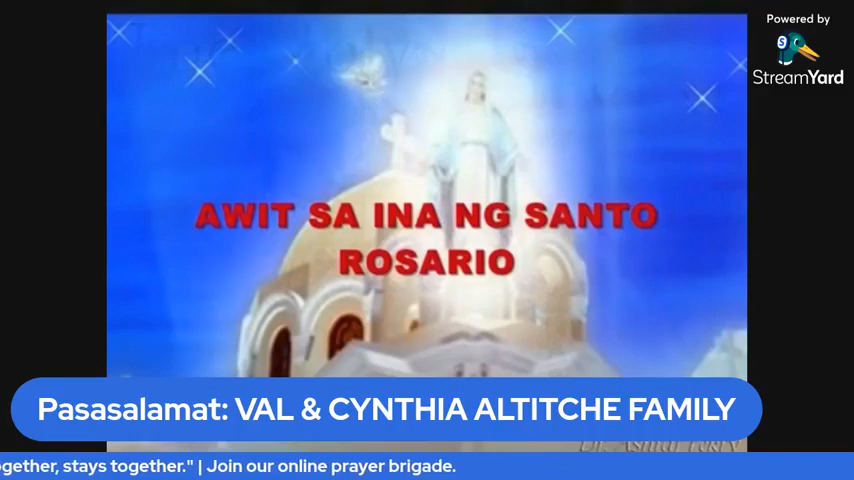 Powered by
StreamYard
AWIT SA INA NG SANTO
ROSARIO
Pasasalamat: VAL & CYNTHIA ALTITCHE FAMILY
together, stays together." | Join our online prayer brigade.